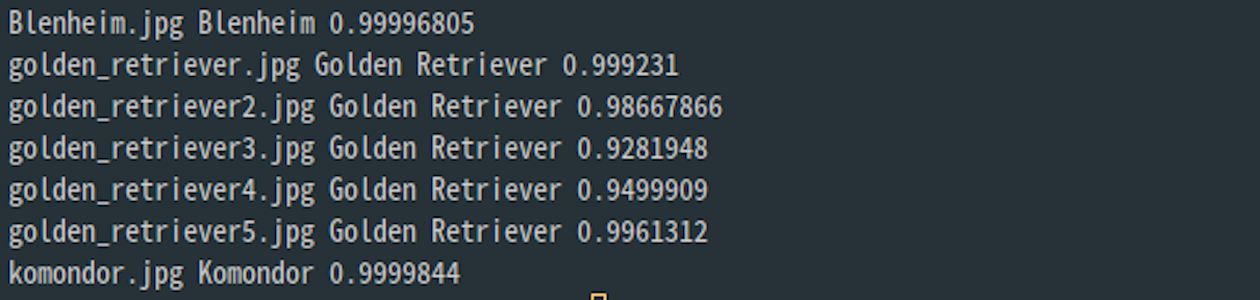 Blenheim.jpg Blenheim 0.99996805
golden_retriever.jpg Golden Retriever 0.999231
golden_retriever2.jpg Golden Retriever 0.98667866
golden_retriever3.jpg Golden Retriever 0.9281948
golden_retriever4.jpg Golden Retriever 0.9499909
golden_retriever5.jpg Golden Retriever 0.9961312
komondor.jpg Komondor 0.9999844